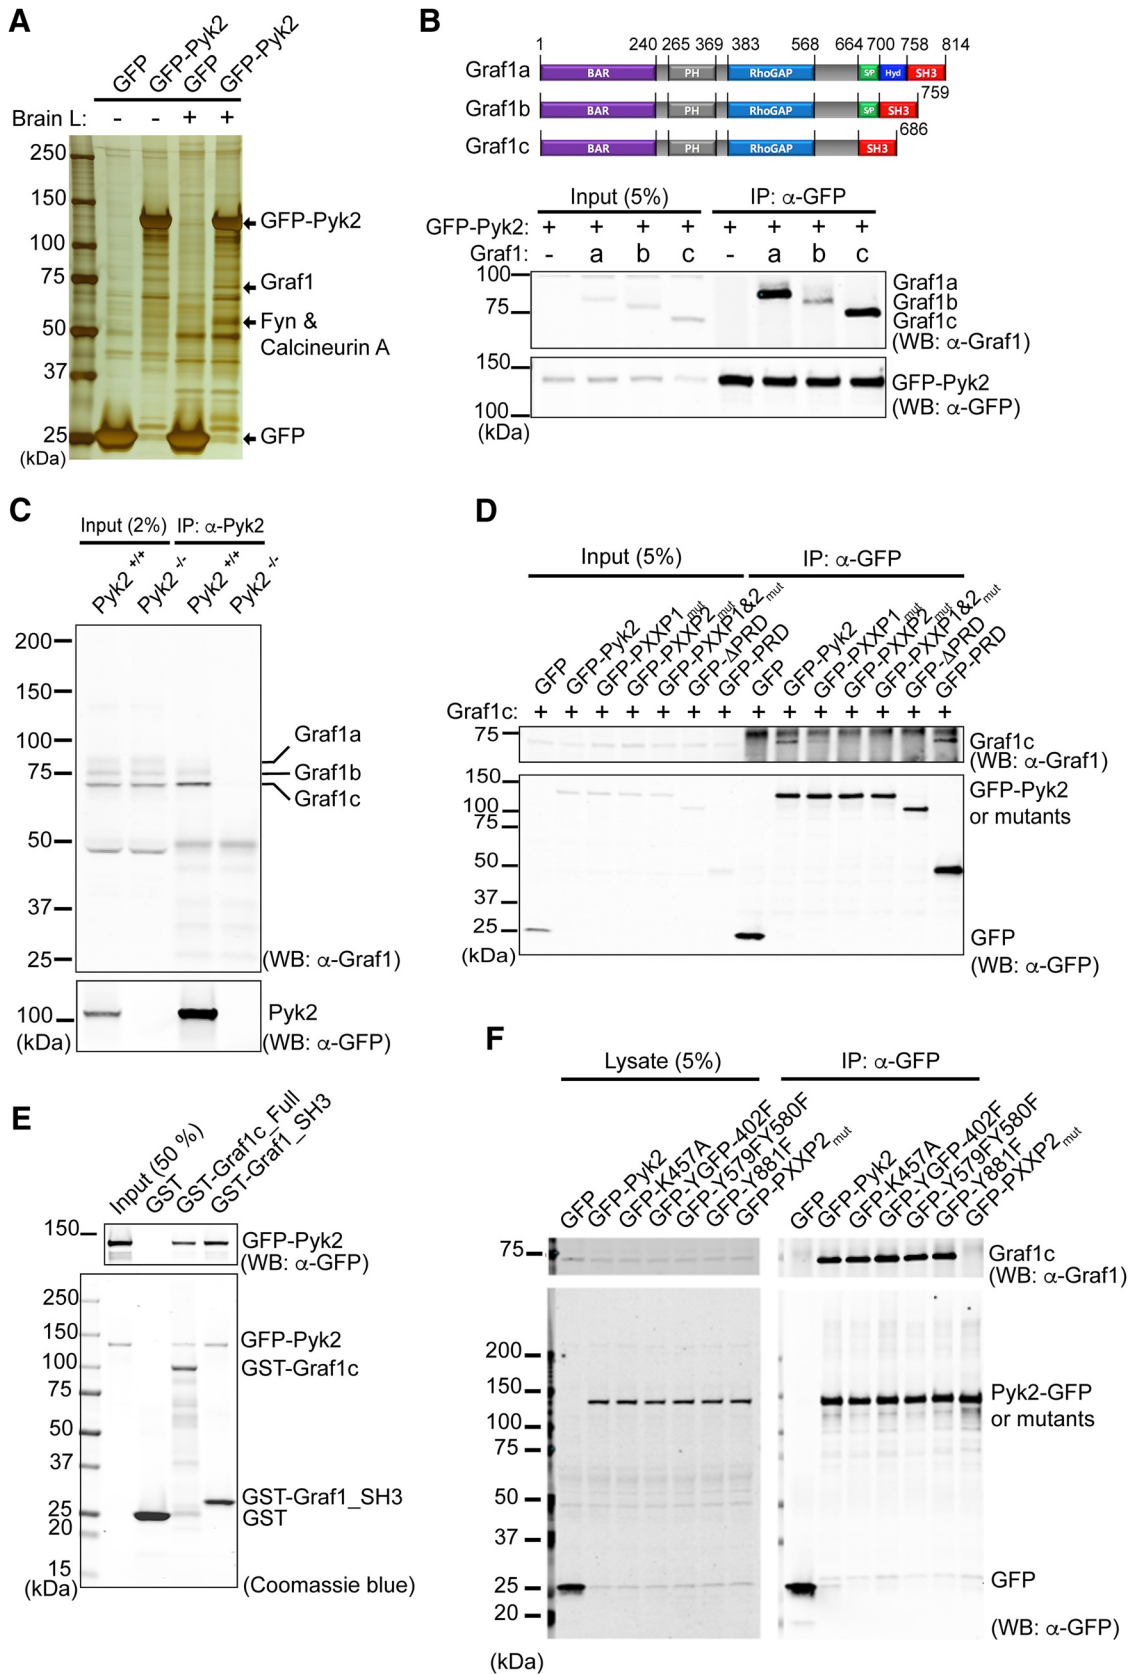 A
GFP
GFP-Pyk2
GFP
GFP-Pyk2
Brain L: - - + +
250
150
100
75
50
37
25
(kDa)
GFP-Pyk2
Graf1
Fyn &
Calcineurin A
GFP
B
1 240 265 369 383 568 664 700 758 814
Graf1a BAR PH RhoGAP S/P Hyd SH3
759
Graf1b BAR PH RhoGAP S/P SH3
686
Graf1c BAR PH RhoGAP SH3
Input (5%) IP: α-GFP
GFP-Pyk2: + + + + + + + +
Graf1: - a b c - a b c
100
75
Graf1a
Graf1b
Graf1c
(WB: α-Graf1)
150
100
(kDa)
GFP-Pyk2
(WB: α-GFP)
C
Input (2%) IP: α-Pyk2
Pyk2 +/+
Pyk2 -/-
Pyk2 +/+
Pyk2 -/-
200
150
100
75
50
37
25
Graf1a
Graf1b
Graf1c
(WB: α-Graf1)
100
(kDa)
Pyk2
(WB: α-GFP)
D
Input (5%) IP: α-GFP
GFP
GFP-Pyk2
GFP-PXXP1mut
GFP-PXXP2mut
GFP-PXXP1&2mut
GFP-ΔPRD
GFP-PRD
GFP
GFP-Pyk2
GFP-PXXP1mut
GFP-PXXP2mut
GFP-PXXP1&2mut
GFP-ΔPRD
GFP-PRD
Graf1c: + + + + + + + + + + + + + +
75
Graf1c
(WB: α-Graf1)
150
100
75
50
37
25
(kDa)
GFP-Pyk2
or mutants
GFP
(WB: α-GFP)
E
Input (50 %)
GST
GST-Graf1c_Full
GST-Graf1_SH3
150
GFP-Pyk2
(WB: α-GFP)
250
150
100
75
50
37
25
20
15
(kDa)
GFP-Pyk2
GST-Graf1c
GST-Graf1_SH3
GST
(Coomassie blue)
F
Lysate (5%) IP: α-GFP
GFP
GFP-Pyk2
GFP-K457A
GFP-YGFP-402F
GFP-Y579FY580F
GFP-Y881F
GFP-PXXP2mut
GFP
GFP-Pyk2
GFP-K457A
GFP-YGFP-402F
GFP-Y579FY580F
GFP-Y881F
GFP-PXXP2mut
75
Graf1c
(WB: α-Graf1)
200
150
100
75
50
37
25
20
(kDa)
Pyk2-GFP
or mutants
GFP
(WB: α-GFP)